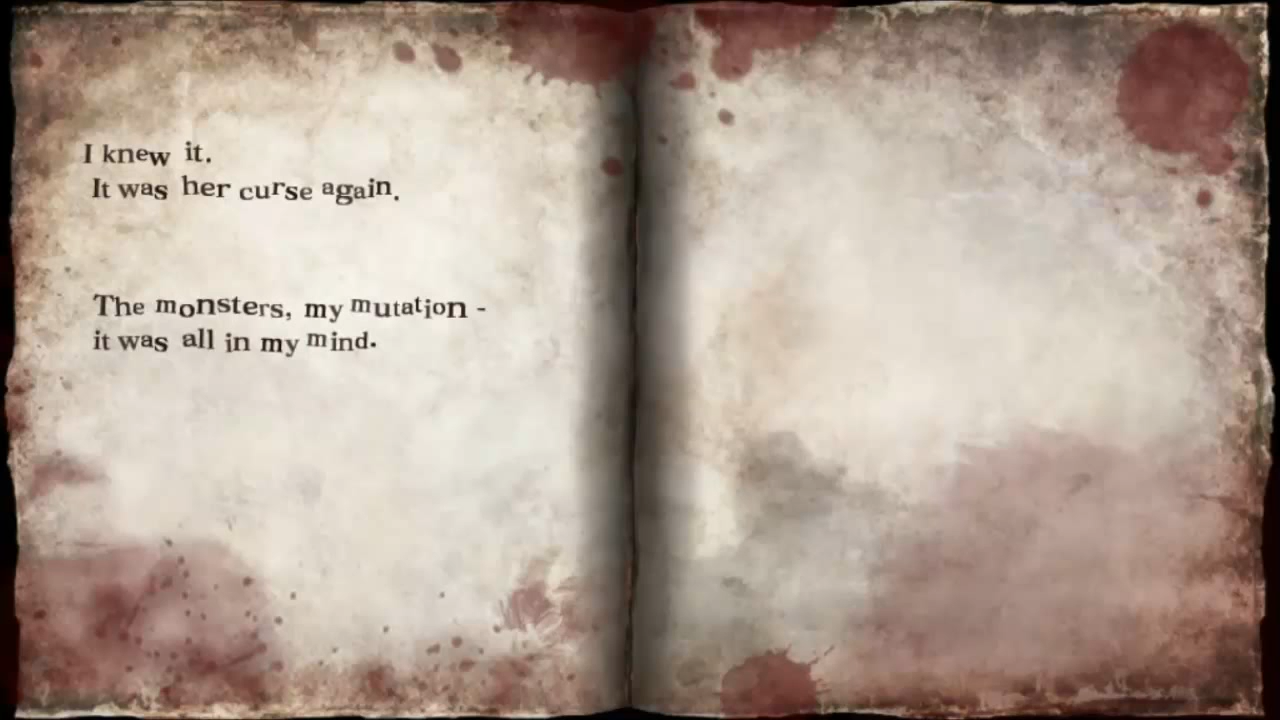 I knew it.
It was her curse again.
The monsters, my mutation -
it was all in my mind.